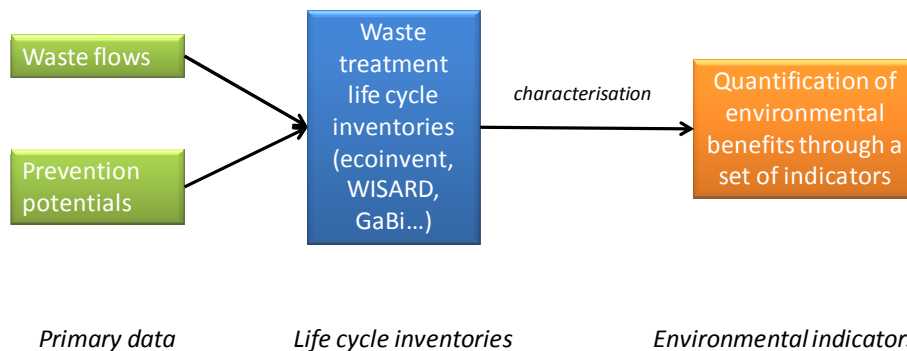 Waste flows
Prevention
potentials
Waste
treatment
life cycle
inventories
(ecoinvent,
WISARD,
GaBi...)
characterisation
Quantification of
environmental
benefits through a
set of indicators
Primary data
Life cycle inventories
Environmental indicator